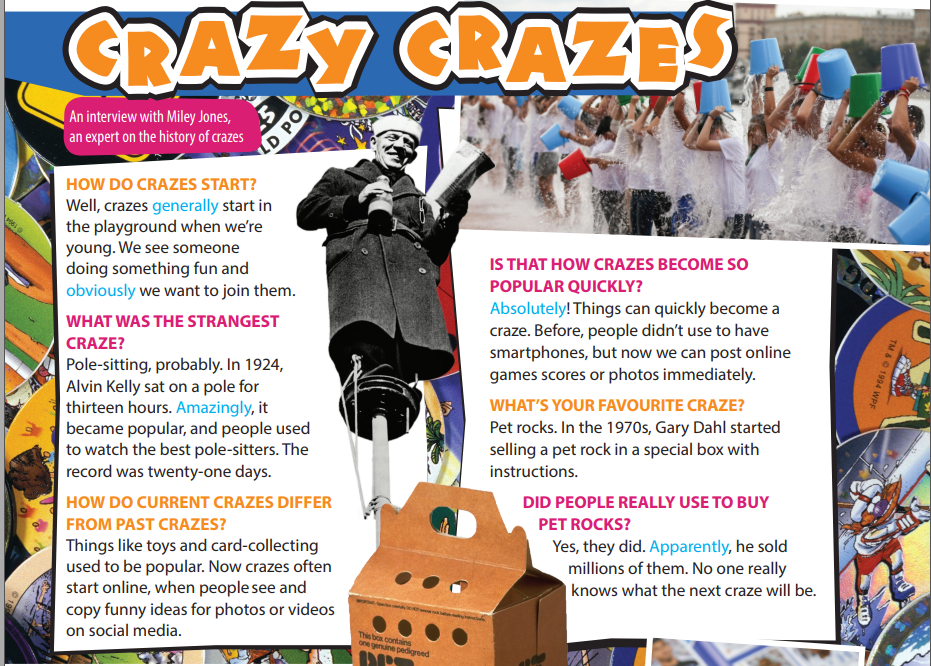 CRAZY CRAZES
An interview with Miley Jones,
an expert on the history of crazes
HOW DO CRAZES START?
Well, crazes generally start in
the playground when we're
young. We see someone
doing something fun and
obviously we want to join them.
WHAT WAS THE STRANGEST
CRAZE?
Pole-sitting, probably. In 1924,
Alvin Kelly sat on a pole for
thirteen hours. Amazingly, it
became popular, and people used
to watch the best pole-sitters. The
record was twenty-one days.
HOW DO CURRENT CRAZES DIFFER
FROM PAST CRAZES?
Things like toys and card-collecting
used to be popular. Now crazes often
start online, when people see and
copy funny ideas for photos or videos
on social media.
IS THAT HOW CRAZES BECOME SO
POPULAR QUICKLY?
Absolutely! Things can quickly become a
craze. Before, people didn't use to have
smartphones, but now we can post online
games scores or photos immediately.
WHAT'S YOUR FAVOURITE CRAZE?
Pet rocks. In the 1970s, Gary Dahl started
selling a pet rock in a special box with
instructions.
DID PEOPLE REALLY USE TO BUY
PET ROCKS?
Yes, they did. Apparently, he sold
millions of them. No one really
knows what the next craze will be.
This box contains
one genuine pedigreed
TM & © 1994 WPF